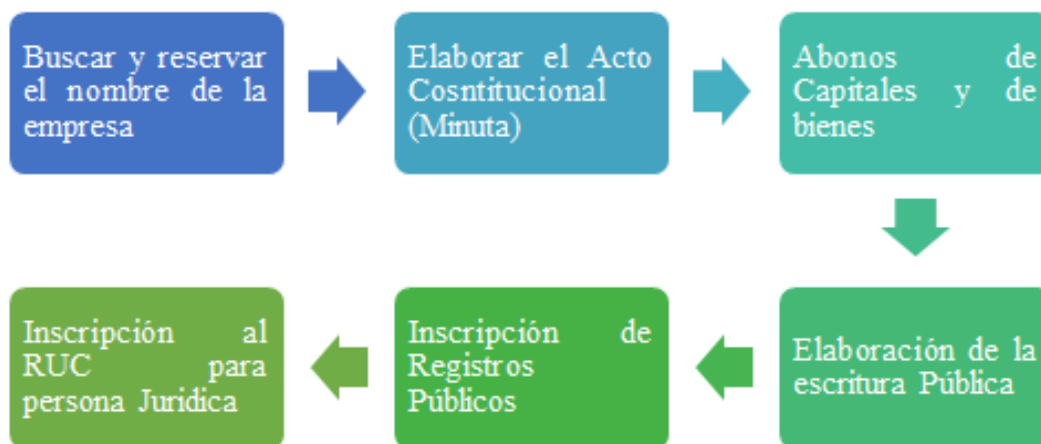 Buscar y reservar
el nombre de la
empresa
Elaborar el Acto
Cosntitucional
(Minuta)
Abonos de
Capitales y de
bienes
Elaboración de la
escritura Pública
Inscripción de
Registros
Públicos
Inscripción al
RUC para
persona Juridica